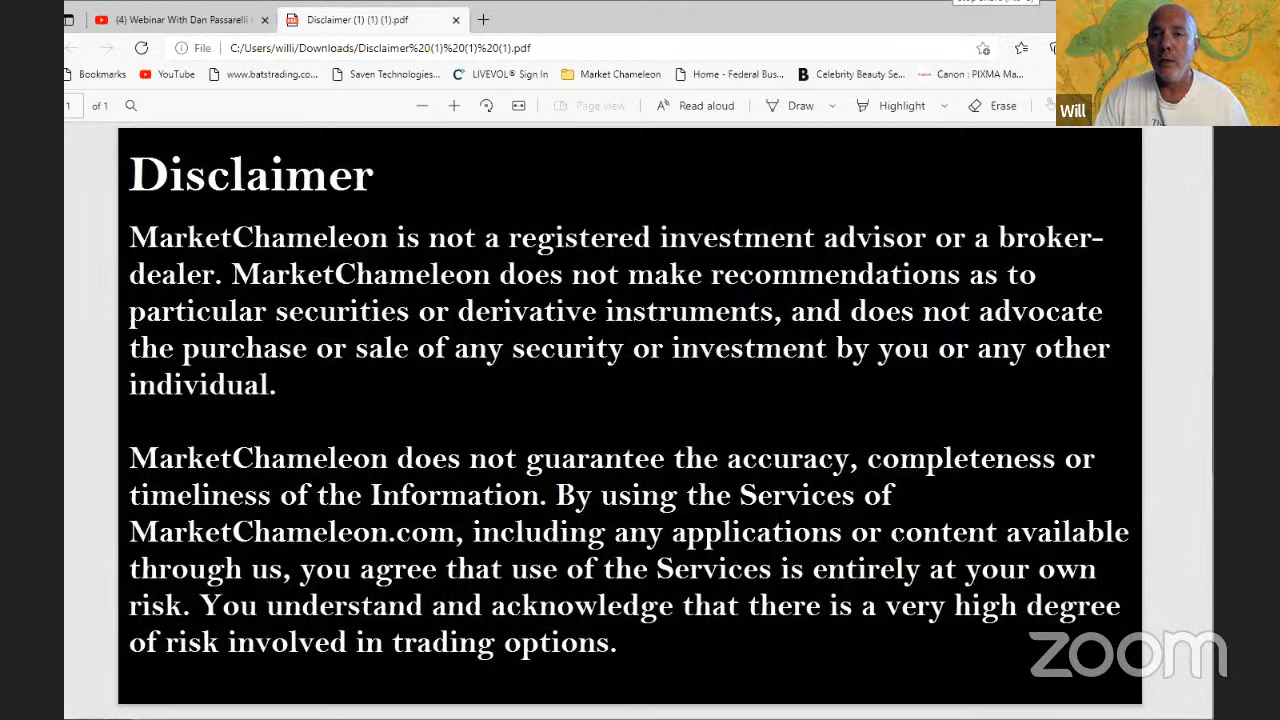 (4) Webinar With Dan Passarelli
Disclaimer (1) (1) (1).pdf
File
C:/Users/willi/Downloads/Disclaimer%20(1)%20(1)%20(1).pdf
Bookmarks
YouTube
www.batstrading.co...
Saven Technologies...
LIVEVOL® Sign In
Market Chameleon
Home - Federal Bus...
Celebrity Beauty Se...
Canon : PIXMA Ma...
1 of 1
Page view
Read aloud
Draw
Highlight
Erase
Will
Disclaimer
MarketChameleon is not a registered investment advisor or a broker-
dealer. MarketChameleon does not make recommendations as to
particular securities or derivative instruments, and does not advocate
the purchase or sale of any security or investment by you or any other
individual.
MarketChameleon does not guarantee the accuracy, completeness or
timeliness of the Information. By using the Services of
MarketChameleon.com, including any applications or content available
through us, you agree that use of the Services is entirely at your own
risk. You understand and acknowledge that there is a very high degree
of risk involved in trading options.
zoom